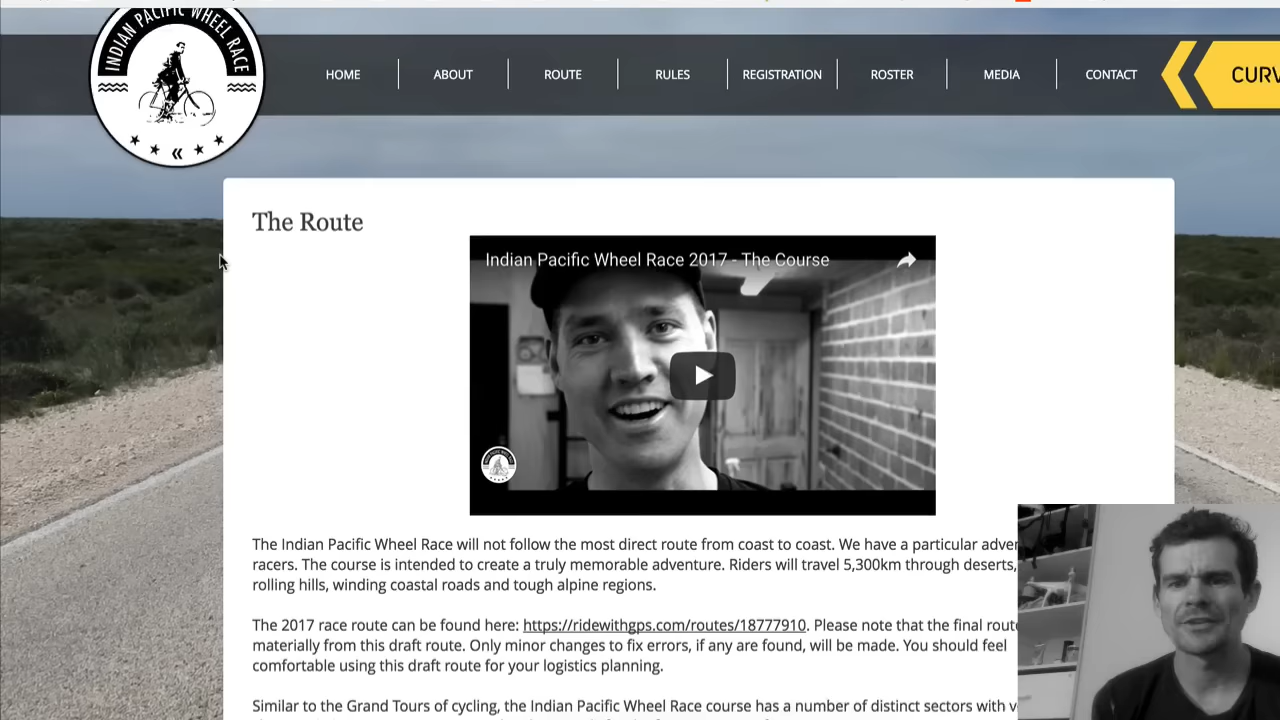 INDIAN PACIFIC WHEEL RACE
HOME
ABOUT
ROUTE
RULES
REGISTRATION
ROSTER
MEDIA
CONTACT
The Route
Indian Pacific Wheel Race 2017 - The Course
The Indian Pacific Wheel Race will not follow the most direct route from coast to coast. We have a particular
racers. The course is intended to create a truly memorable adventure. Riders will travel 5,300km through deserts,
rolling hills, winding coastal roads and tough alpine regions.
The 2017 race route can be found here: https://ridewithgps.com/routes/18777910. Please note that the final
materially from this draft route. Only minor changes to fix errors, if any are found, will be made. You should feel
comfortable using this draft route for your logistics planning.
Similar to the Grand Tours of cycling, the Indian Pacific Wheel Race course has a number of distinct sectors with